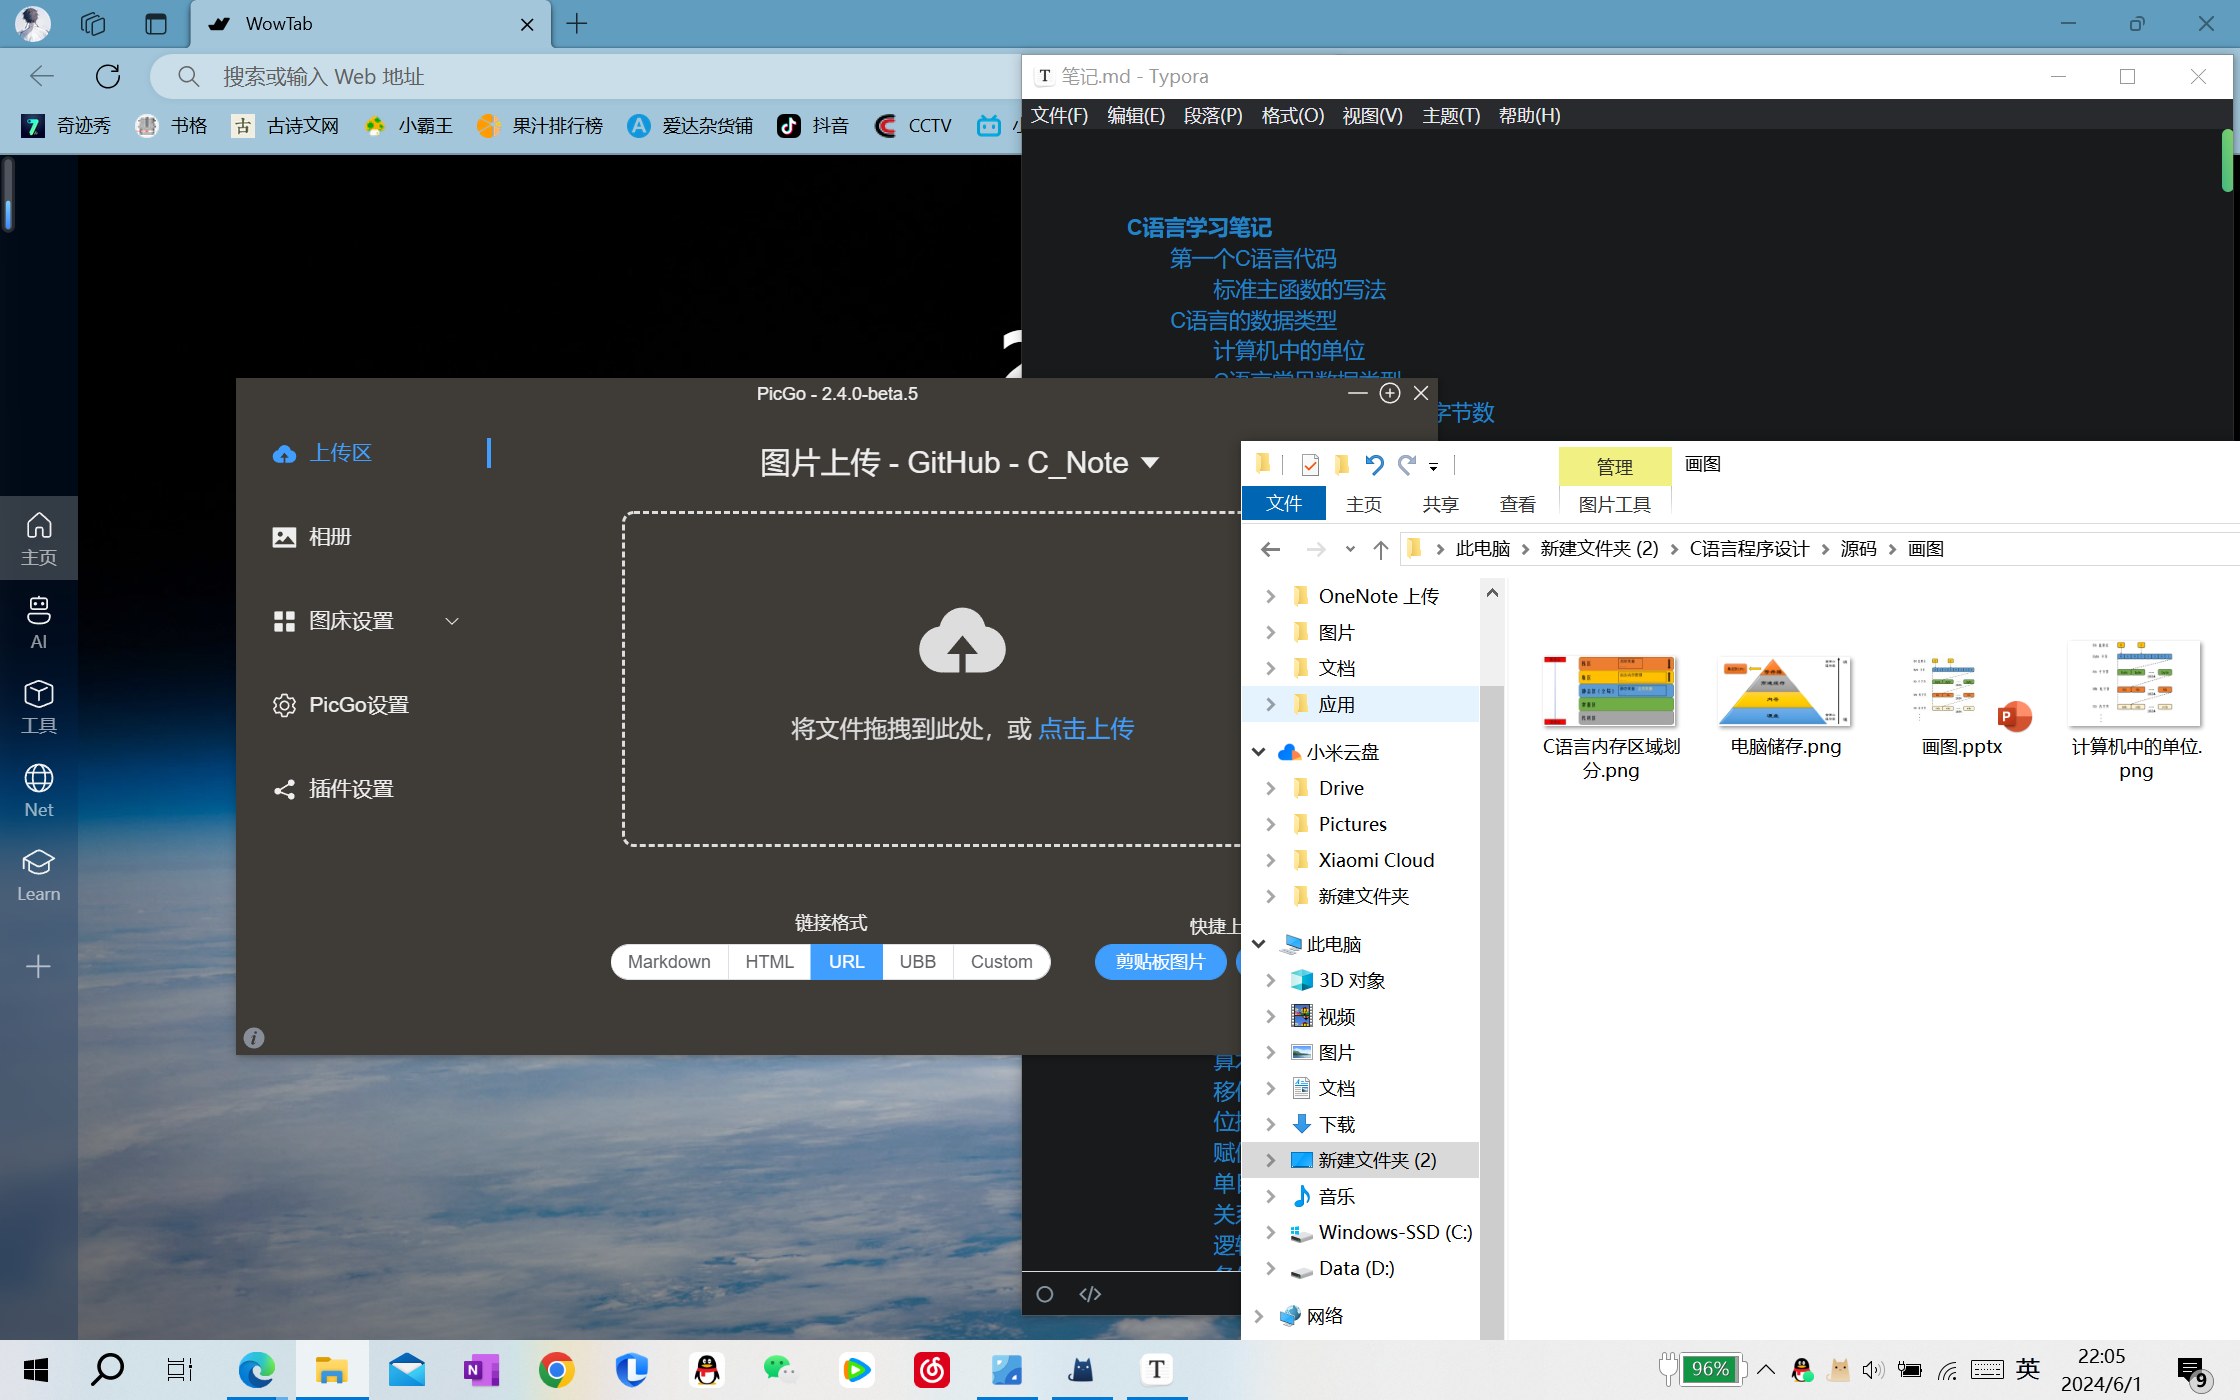 WowTab
搜索或输入 Web 地址
奇迹秀
书格
古诗文网
小霸王
果汁排行榜
爱达杂货铺
抖音
CCTV
笔记.md - Typora
文件(F) 编辑(E) 段落(P) 格式(O) 视图(V) 主题(T) 帮助(H)
C语言学习笔记
第一个C语言代码
标准主函数的写法
C语言的数据类型
计算机中的单位
字节数
主页
AI
工具
Net
Learn
PicGo - 2.4.0-beta.5
上传区
相册
图床设置
PicGo设置
插件设置
图片上传 - GitHub - C_Note
将文件拖拽到此处，或 点击上传
链接格式
Markdown HTML URL UBB Custom
快捷上
剪贴板图片
管理
画图
文件 主页 共享 查看 图片工具
此电脑 新建文件夹 (2) C语言程序设计 源码 画图
OneNote 上传
图片
文档
应用
小米云盘
Drive
Pictures
Xiaomi Cloud
新建文件夹
此电脑
3D 对象
视频
图片
文档
下载
新建文件夹 (2)
音乐
Windows-SSD (C:)
Data (D:)
网络
C语言内存区域划
分.png
电脑储存.png
画图.pptx
计算机中的单位.
png
96%
英
22:05
2024/6/1
9